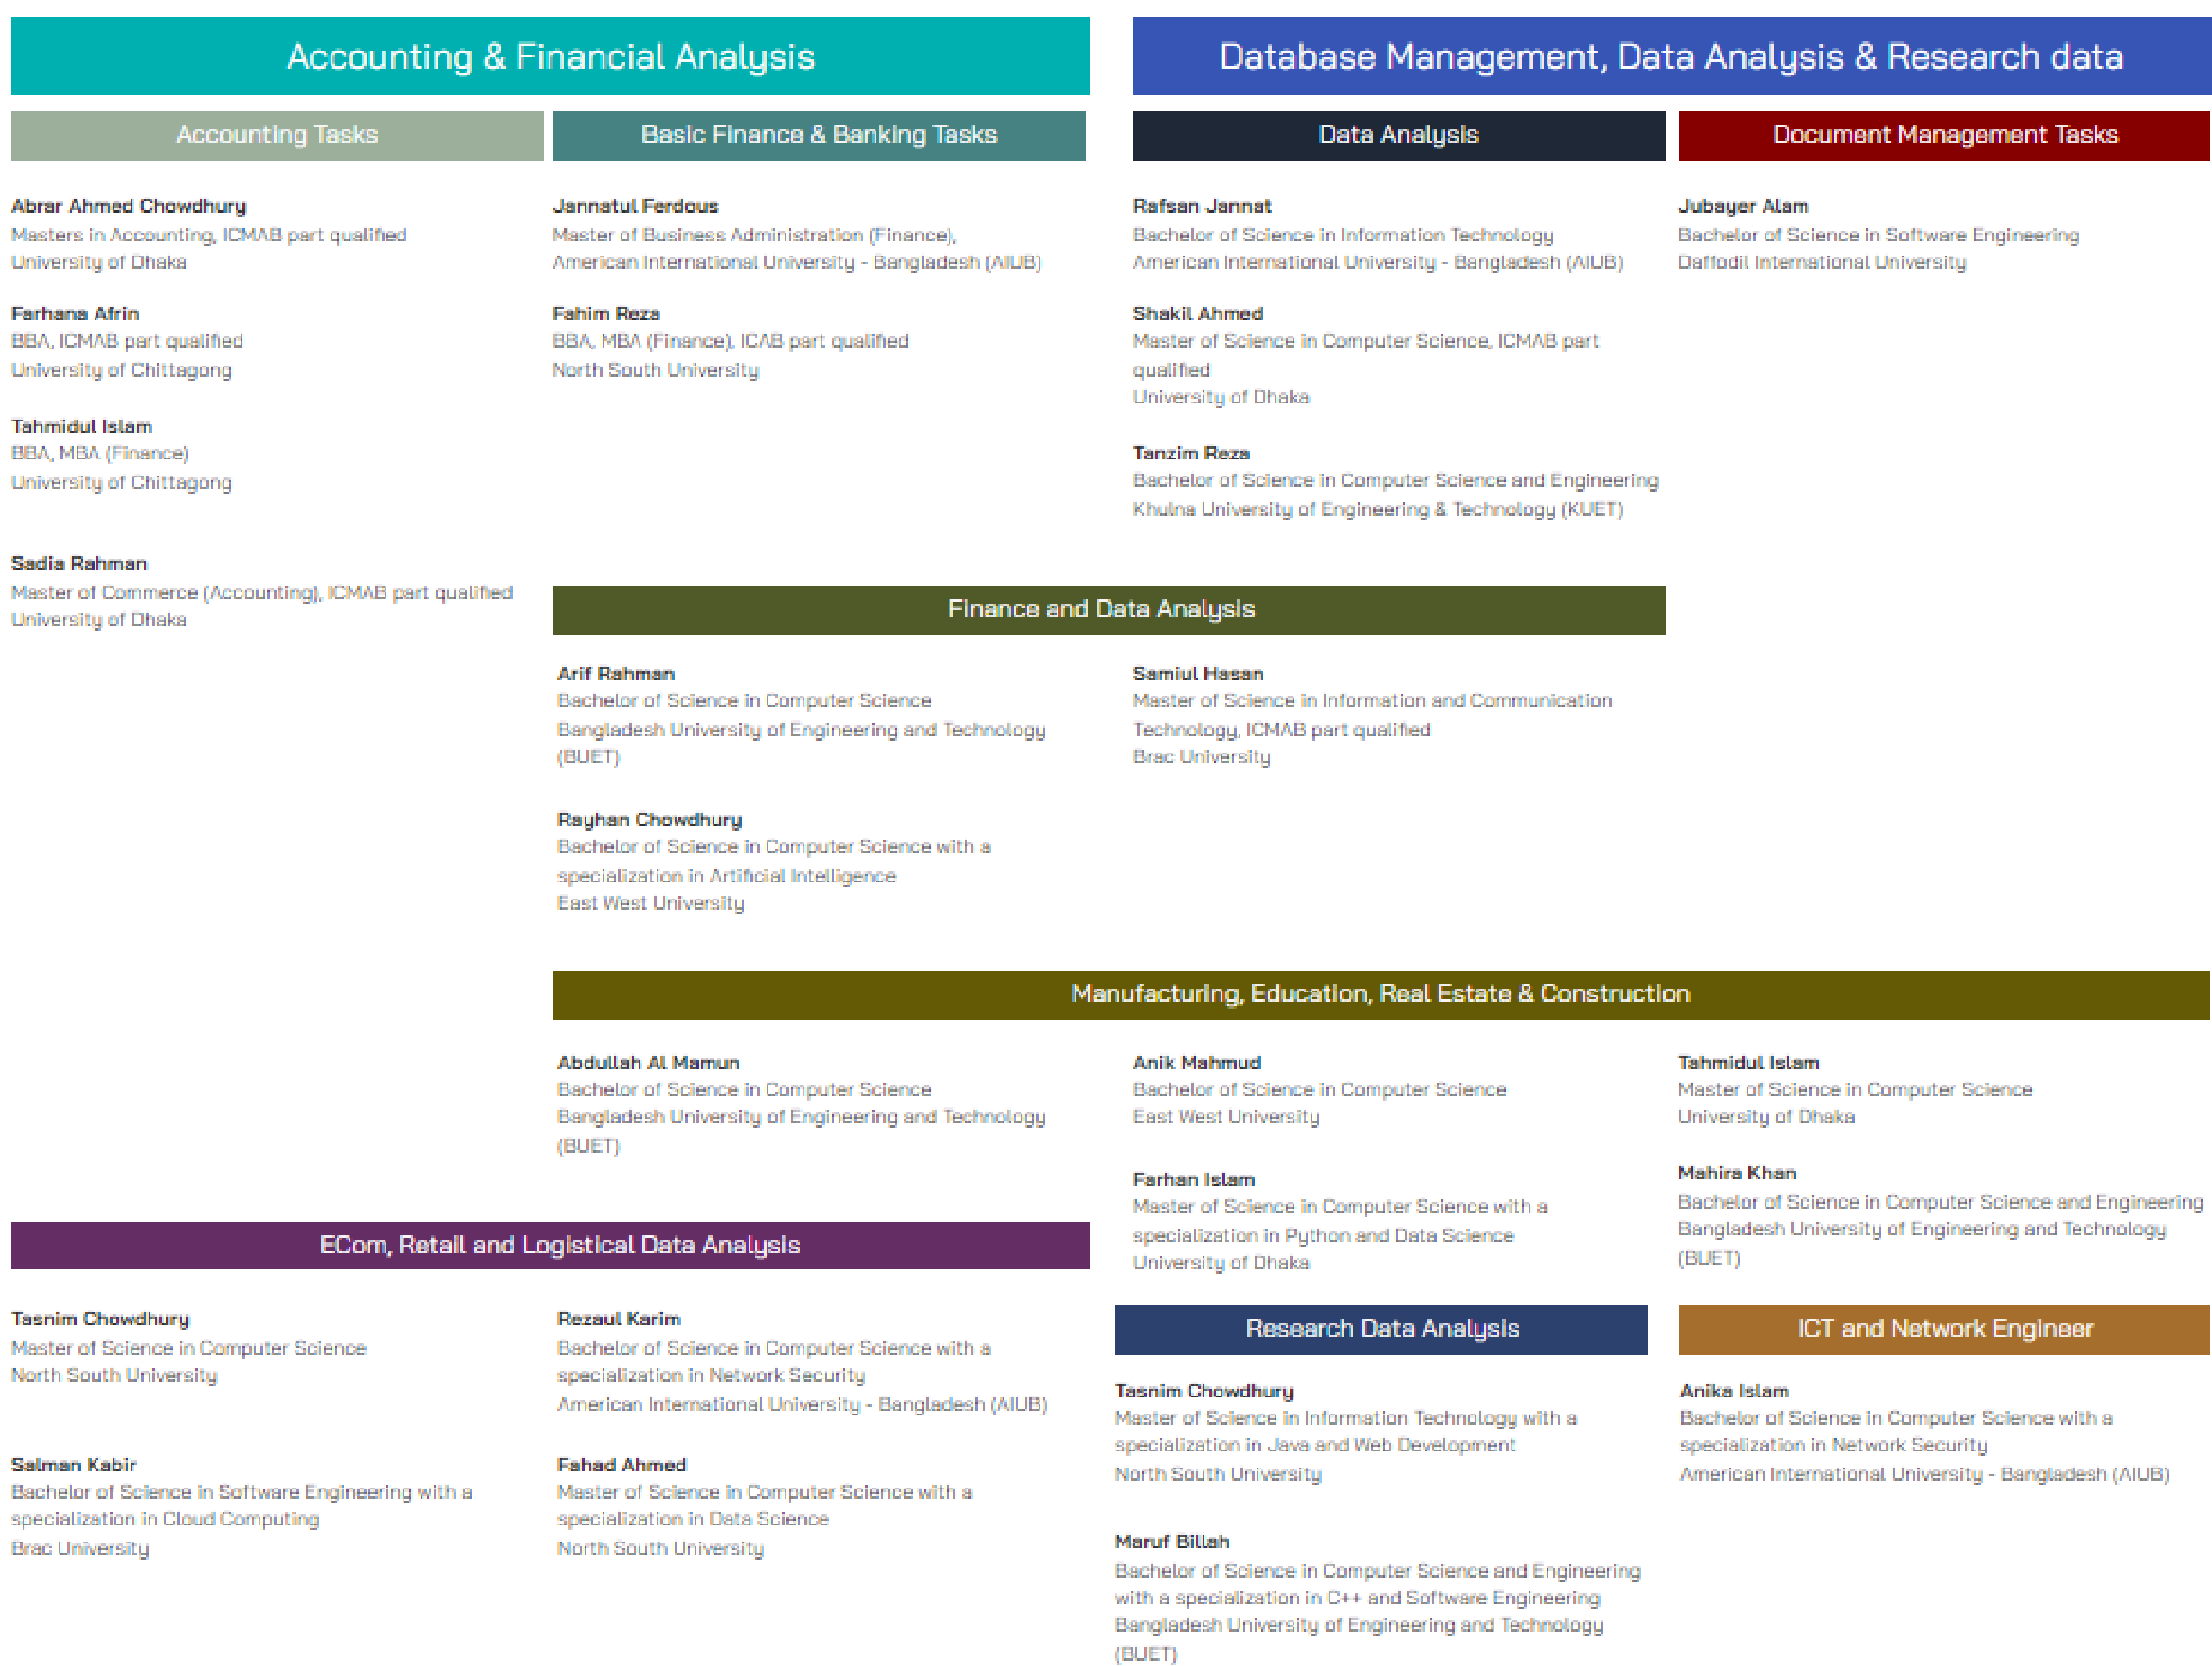 Accounting & Financial Analysis
Accounting Tasks
Abrar Ahmed Chowdhury
Masters in Accounting, ICMAB part qualified
University of Dhaka
Farhana Afrin
BBA, ICMAB part qualified
University of Chittagong
Tahmidul Islam
BBA, MBA (Finance)
University of Chittagong
Sadia Rahman
Master of Commerce (Accounting), ICMAB part qualified
University of Dhaka
Basic Finance & Banking Tasks
Jannatul Ferdous
Master of Business Administration (Finance),
American International University - Bangladesh (AIUB)
Fahim Reza
BBA, MBA (Finance), ICAB part qualified
North South University
Database Management, Data Analysis & Research data
Data Analysis
Rafsan Jannat
Bachelor of Science in Information Technology
American International University - Bangladesh (AIUB)
Shakil Ahmed
Master of Science in Computer Science, ICMAB part
qualified
University of Dhaka
Tanzim Reza
Bachelor of Science in Computer Science and Engineering
Khulna University of Engineering & Technology (KUET)
Document Management Tasks
Jubayer Alam
Bachelor of Science in Software Engineering
Daffodil International University
Finance and Data Analysis
Arif Rahman
Bachelor of Science in Computer Science
Bangladesh University of Engineering and Technology
(BUET)
Rayhan Chowdhury
Bachelor of Science in Computer Science with a
specialization in Artificial Intelligence
East West University
Samiul Hasan
Master of Science in Information and Communication
Technology, ICMAB part qualified
Brac University
Manufacturing, Education, Real Estate & Construction
Abdullah Al Mamun
Bachelor of Science in Computer Science
Bangladesh University of Engineering and Technology
(BUET)
Anik Mahmud
Bachelor of Science in Computer Science
East West University
Farhan Islam
Master of Science in Computer Science with a
specialization in Python and Data Science
University of Dhaka
Tahmidul Islam
Master of Science in Computer Science
University of Dhaka
Mahira Khan
Bachelor of Science in Computer Science and Engineering
Bangladesh University of Engineering and Technology
(BUET)
ECom, Retail and Logistical Data Analysis
Tasnim Chowdhury
Master of Science in Computer Science
North South University
Salman Kabir
Bachelor of Science in Software Engineering with a
specialization in Cloud Computing
Brac University
Rezaul Karim
Bachelor of Science in Computer Science with a
specialization in Network Security
American International University - Bangladesh (AIUB)
Fahad Ahmed
Master of Science in Computer Science with a
specialization in Data Science
North South University
Research Data Analysis
Tasnim Chowdhury
Master of Science in Information Technology with a
specialization in Java and Web Development
North South University
Maruf Billah
Bachelor of Science in Computer Science and Engineering
with a specialization in C++ and Software Engineering
Bangladesh University of Engineering and Technology
(BUET)
ICT and Network Engineer
Anika Islam
Bachelor of Science in Computer Science with a
specialization in Network Security
American International University - Bangladesh (AIUB)